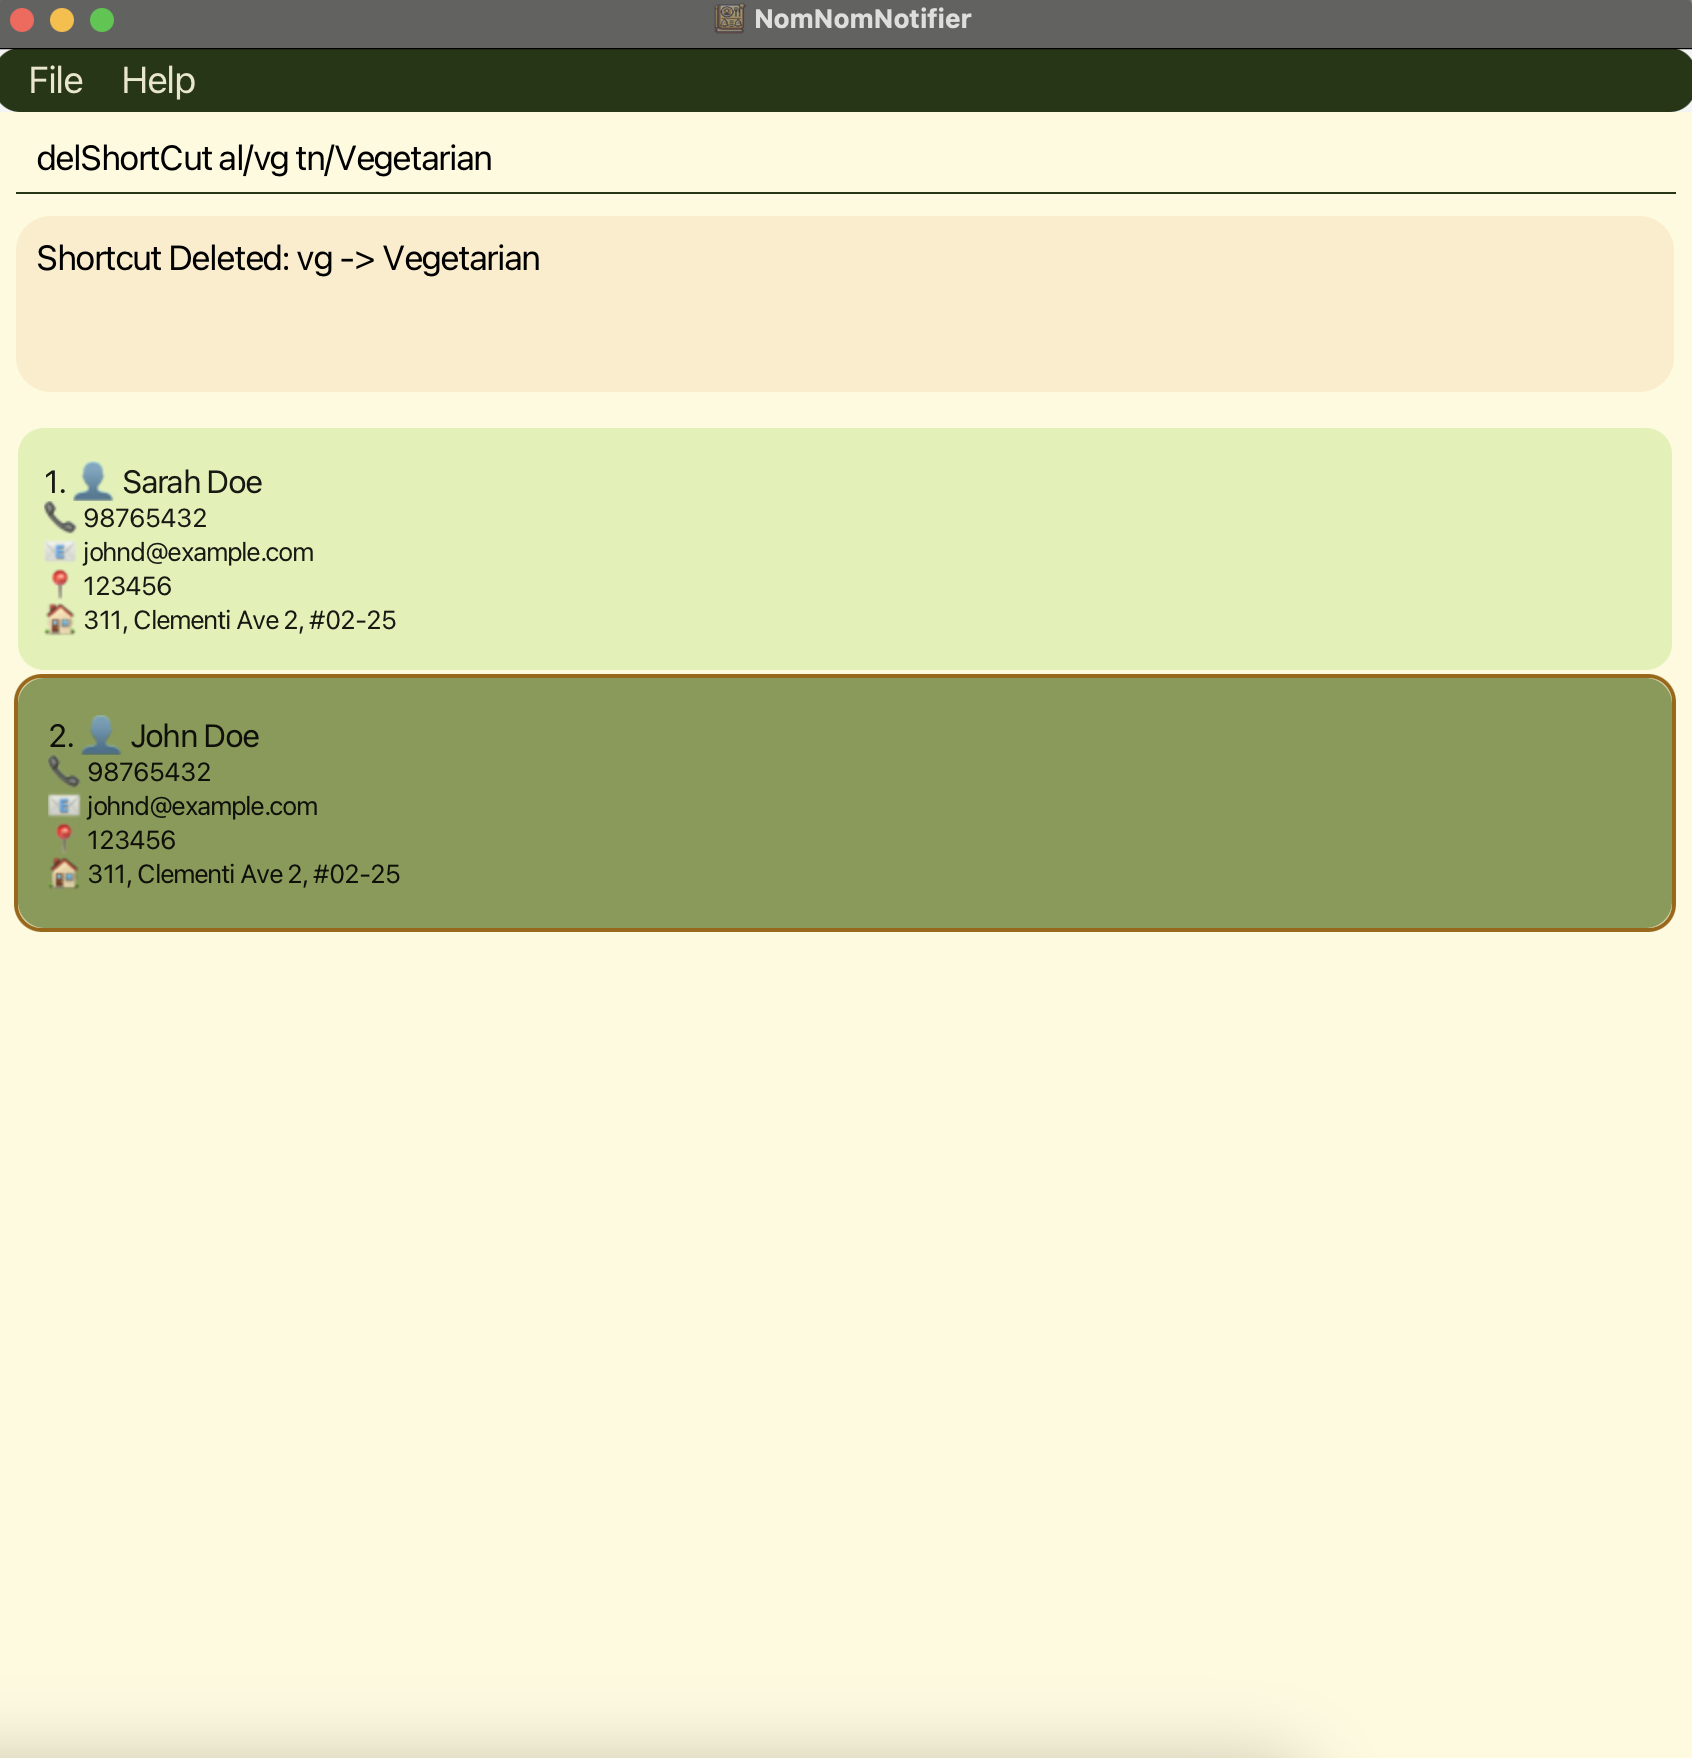 NomNomNotifier
File Help
delShortCut al/vg tn/Vegetarian
Shortcut Deleted: vg -> Vegetarian
1. Sarah Doe
98765432
johnd@example.com
123456
311, Clementi Ave 2, #02-25
2. John Doe
98765432
johnd@example.com
123456
311, Clementi Ave 2, #02-25